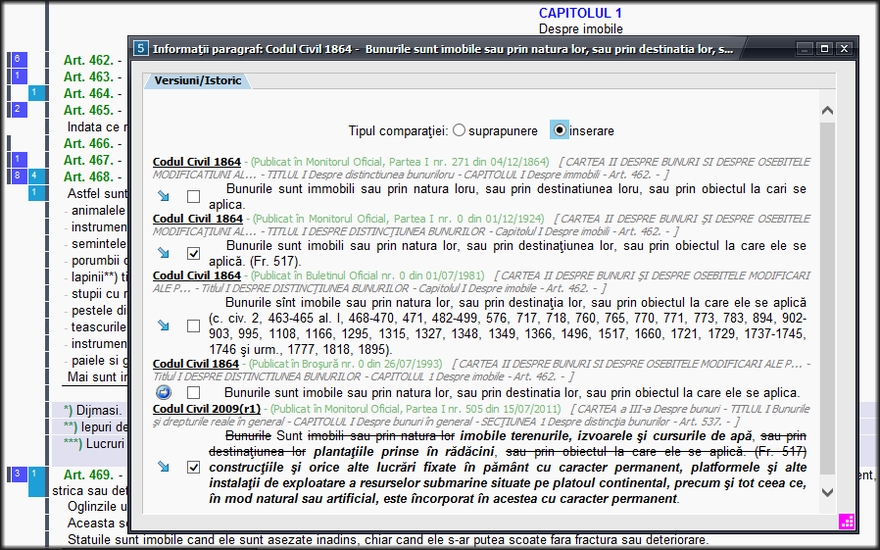 CAPITOLUL 1
Despre imobile
5 Informaţii paragraf: Codul Civil 1864 - Bunurile sunt imobile sau prin natura lor, sau prin destinatia lor, s...
Versiuni/Istoric
Tipul comparaţiei: suprapunere inserare
Codul Civil 1864 - (Publicat în Monitorul Oficial, Partea I nr. 271 din 04/12/1864) [ CARTEA II DESPRE BUNURI SI DESPRE OSEBITELE
MODIFICATIUNI AL... - TITLUL I Despre distinctiunea bunuriloru - CAPITOLUL I Despre immobili - Art. 462. - ]
Bunurile sunt immobili sau prin natura loru, sau prin destinatiunea loru, sau prin obiectul la cari se
aplica.
Codul Civil 1864 - (Publicat în Monitorul Oficial, Partea I nr. 0 din 01/12/1924) [ CARTEA II DESPRE BUNURI ŞI DESPRE OSEBITELE
MODIFICAŢIUNI AL... - TITLUL I DESPRE DISTINCŢIUNEA BUNURILOR - Capitolul I Despre imobili - Art. 462. - ]
Bunurile sunt imobili sau prin natura lor, sau prin destinaţiunea lor, sau prin obiectul la care ele se
aplică. (Fr. 517).
Codul Civil 1864 - (Publicat în Buletinul Oficial nr. 0 din 01/07/1981) [ CARTEA II DESPRE BUNURI ŞI DESPRE OSEBITELE MODIFICARI
ALE P... - Titlul I DESPRE DISTINCŢIUNEA BUNURILOR - Capitolul I Despre imobile - Art. 462. - ]
Bunurile sînt imobile sau prin natura lor, sau prin destinaţia lor, sau prin obiectul la care ele se aplică
(c. civ. 2, 463-465 al. I, 468-470, 471, 482-499, 576, 717, 718, 760, 765, 770, 771, 773, 783, 894, 902-
903, 995, 1108, 1166, 1295, 1315, 1327, 1348, 1349, 1366, 1496, 1517, 1660, 1721, 1729, 1737-1745,
1746 şi urm., 1777, 1818, 1895).
Codul Civil 1864 - (Publicat în Broşură nr. 0 din 26/07/1993) [ CARTEA II DESPRE BUNURI SI DESPRE OSEBITELE MODIFICARI ALE P... -
Titlul I DESPRE DISTINCTIUNEA BUNURILOR - CAPITOLUL 1 Despre imobile - Art. 462. - ]
Bunurile sunt imobile sau prin natura lor, sau prin destinatia lor, sau prin obiectul la care ele se aplica.
Codul Civil 2009(r1) - (Publicat în Monitorul Oficial, Partea I nr. 505 din 15/07/2011) [ CARTEA a III-a Despre bunuri - TITLUL I Bunurile
şi drepturile reale în general - CAPITOLUL I Despre bunuri în general - SECŢIUNEA 1 Despre distincţia bunurilor - Art. 537. - ]
Bunurile Sunt imobili sau prin natura lor imobile terenurile, izvoarele şi cursurile de apă, sau prin
destinaţiunea lor plantaţiile prinse în rădăcini, sau prin obiectul la care ele se aplică. (Fr. 517)
construcţiile şi orice alte lucrări fixate în pământ cu caracter permanent, platformele şi alte
instalaţii de exploatare a resurselor submarine situate pe platoul continental, precum şi tot ceea ce,
în mod natural sau artificial, este încorporat în acestea cu caracter permanent.
6 Art. 462. -
1 Art. 463. -
1 Art. 464. -
2 Art. 465. -
Indata ce r
Art. 466. -
1 Art. 467. -
8 4 Art. 468. -
1 Astfel sunt
- animalele
- instrumen
- semintele
- porumbii c
- lapinii**) ti
- stupii cu r
- pestele di
- teascurile
- instrumen
- paiele si g
Mai sunt ir
*) Dijmasi.
**) Iepuri de
***) Lucruri
3 1 Art. 469. -
strica sau det
Oglinzile u
Aceasta s
Statuile sunt imobile cand ele sunt asezate inadins, chiar cand ele s-ar putea scoate fara fractura sau deteriorare.